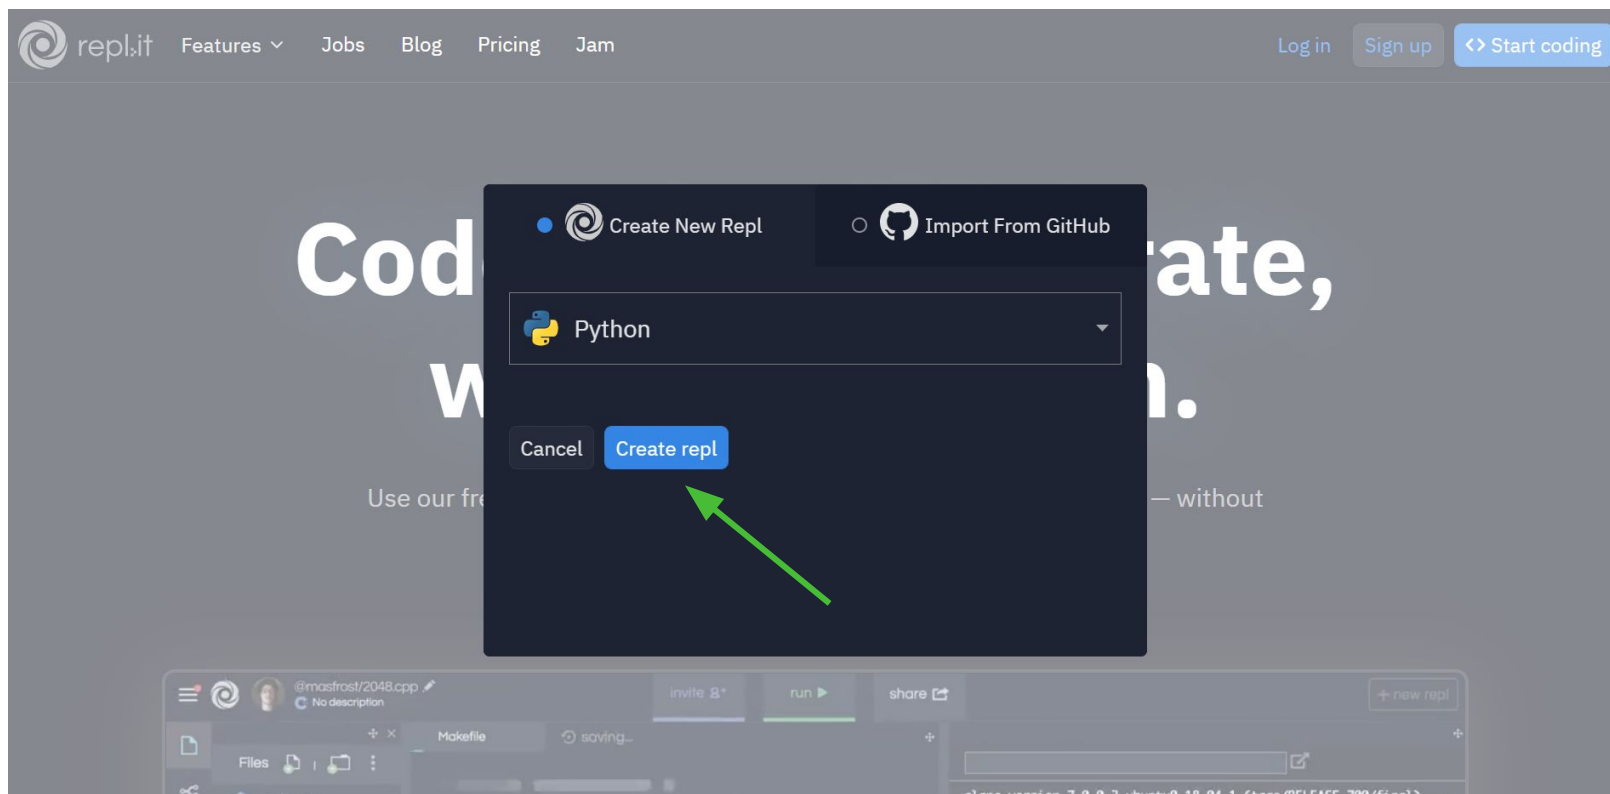 repl.it Features Jobs Blog Pricing Jam Log in Sign up <> Start coding
Create New Repl Import From GitHub
Cod rate,
Python
w n.
Cancel Create repl
Use our fre — without
@masfrost/2048.cpp
C No description
invite run share + new repl
Makefile saving...
Files